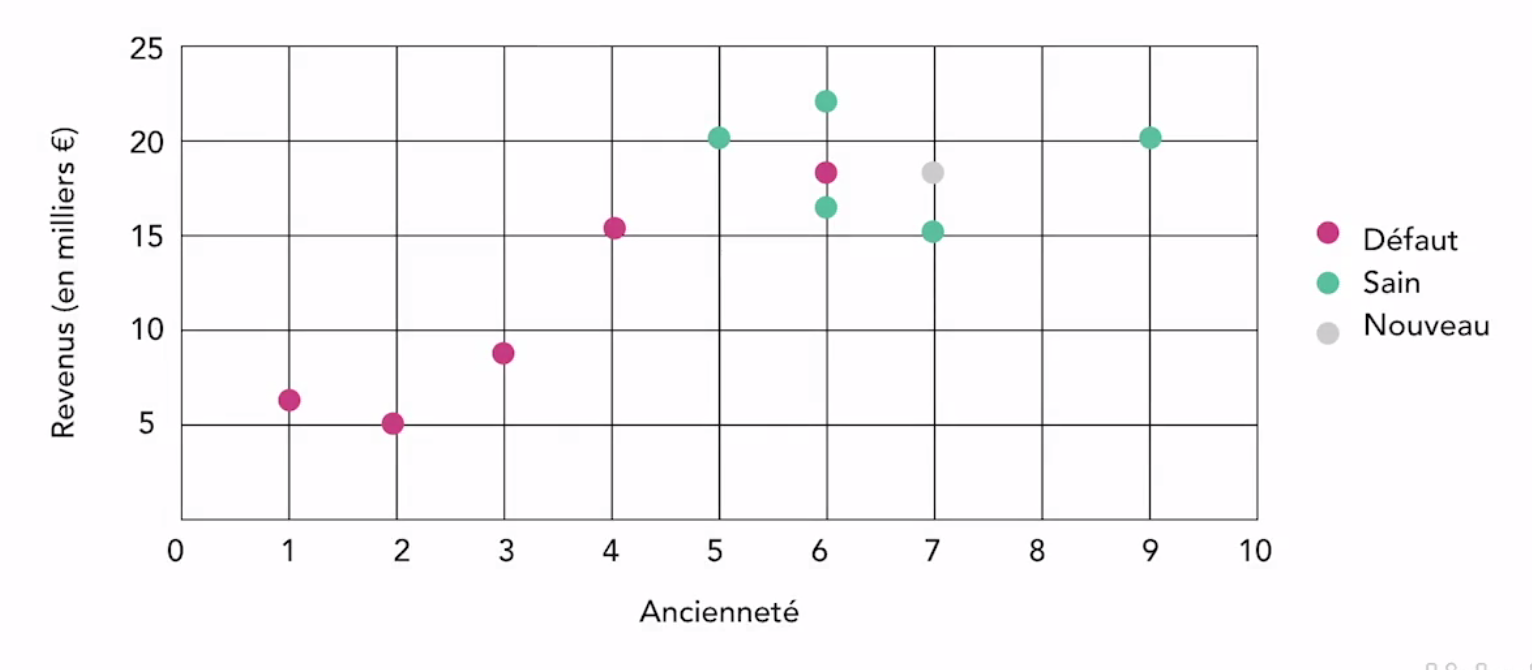 Revenus (en milliers €)
25
20
15
10
5
0 1 2 3 4 5 6 7 8 9 10
Ancienneté
Défaut
Sain
Nouveau